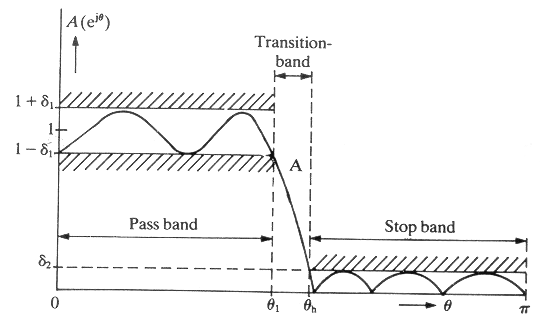 A(e^{jθ})
Transition-
band
1 + δ₁
1
1 − δ₁
A
Pass band
Stop band
δ₂
0
θ₁
θₕ
θ
π